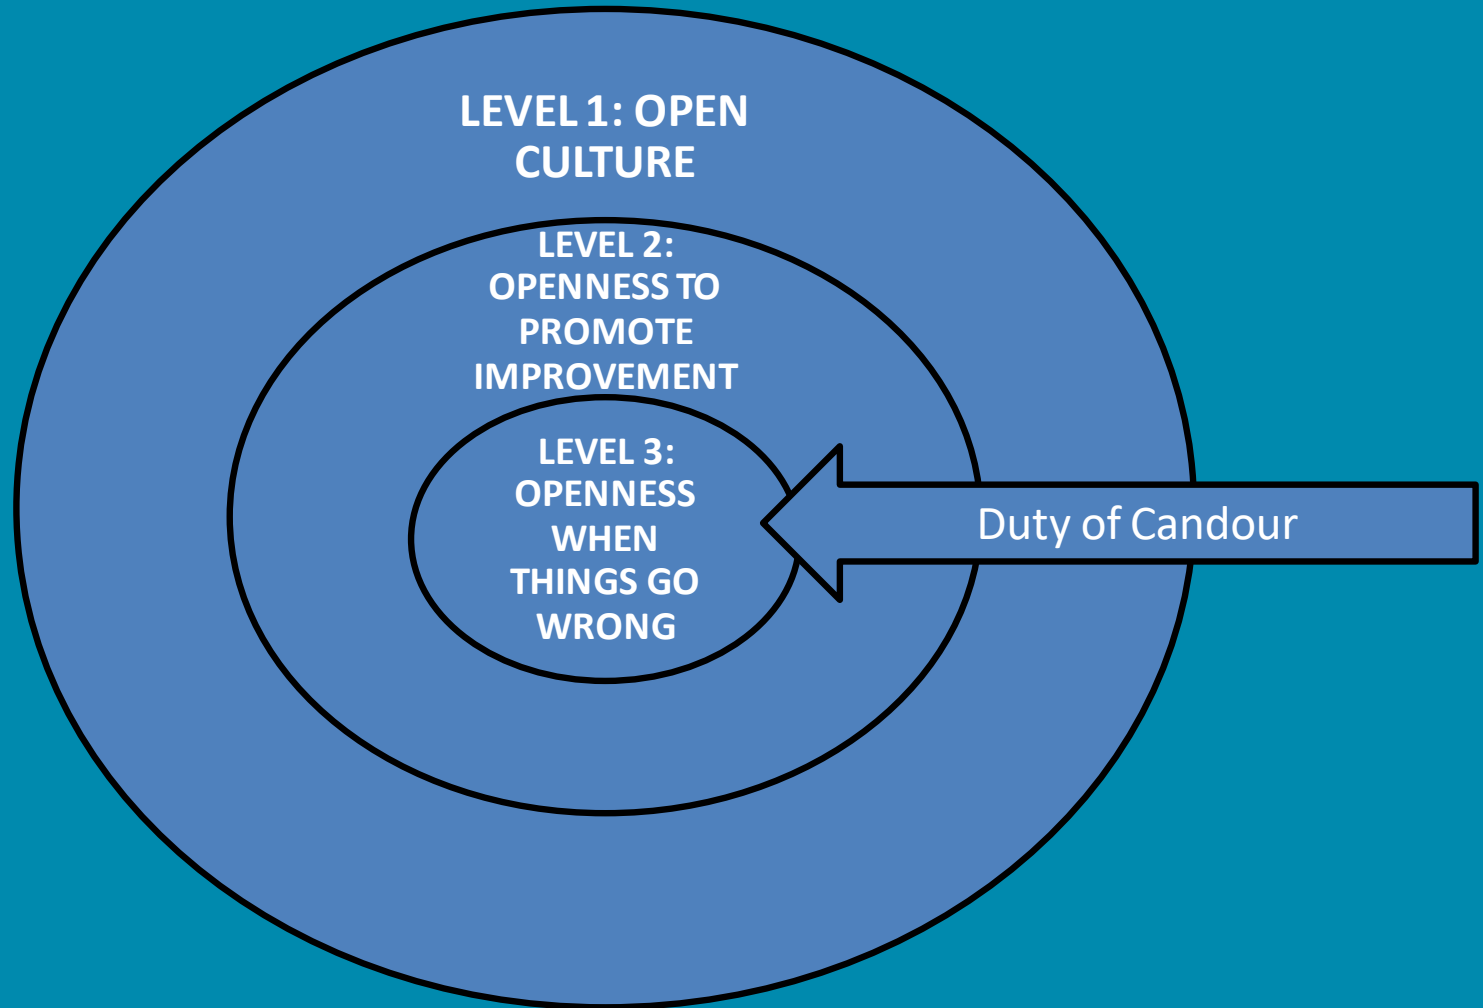 LEVEL 1: OPEN
CULTURE
LEVEL 2:
OPENNESS TO
PROMOTE
IMPROVEMENT
LEVEL 3:
OPENNESS
WHEN
THINGS GO
WRONG
Duty of Candour